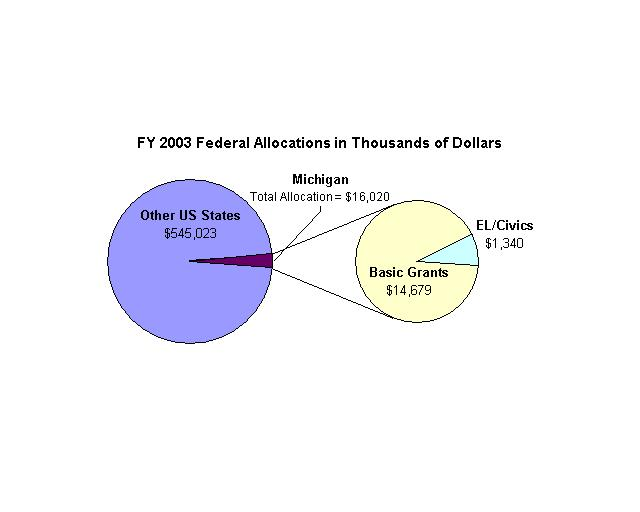 FY 2003 Federal Allocations in Thousands of Dollars
Michigan
Total Allocation = $16,020
Other US States
$545,023
EL/Civics
$1,340
Basic Grants
$14,679